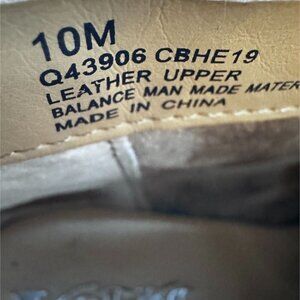 10M
Q43906 CBHE19
LEATHER UPPER
BALANCE MAN MADE MATER
MADE IN CHINA